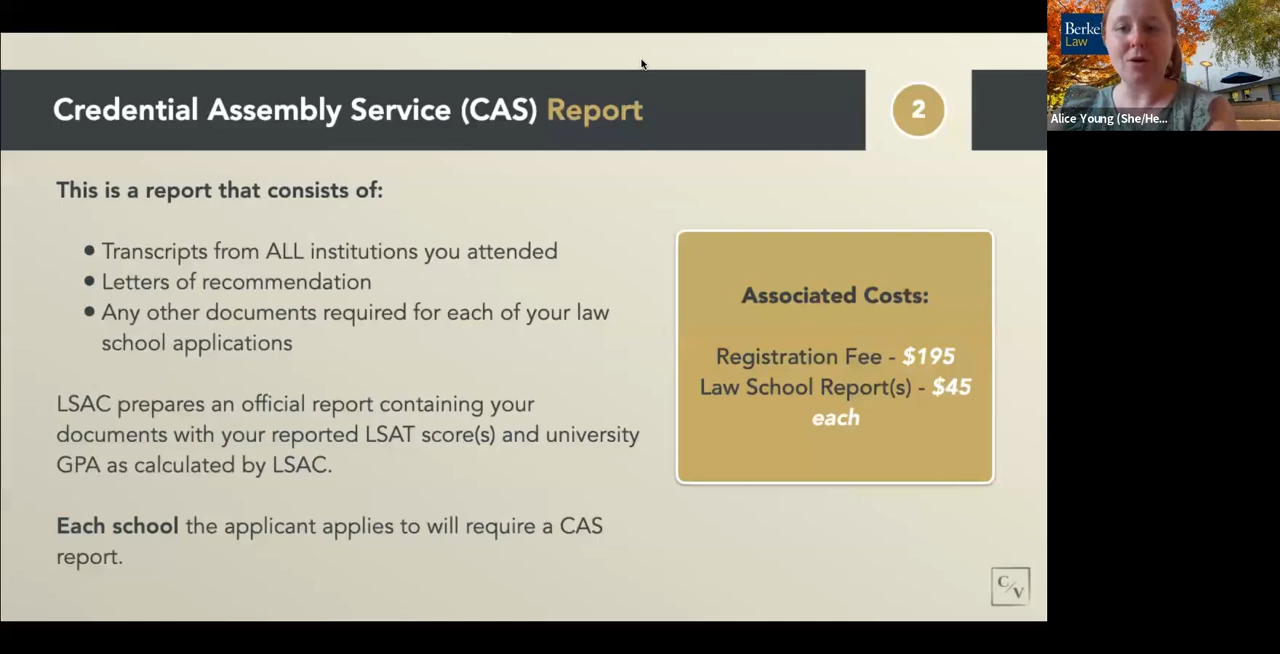 Credential Assembly Service (CAS) Report
2
This is a report that consists of:
• Transcripts from ALL institutions you attended
• Letters of recommendation
• Any other documents required for each of your law
school applications
LSAC prepares an official report containing your
documents with your reported LSAT score(s) and university
GPA as calculated by LSAC.
Each school the applicant applies to will require a CAS
report.
Associated Costs:
Registration Fee - $195
Law School Report(s) - $45
each
C/V
Berkel
Law
Alice Young (She/He...